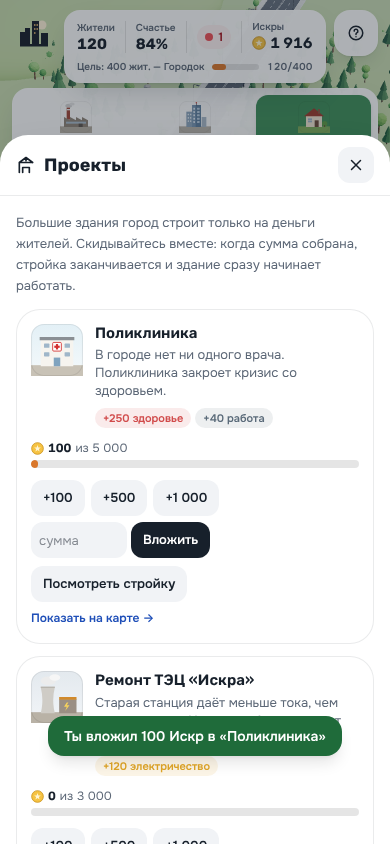 Жители
Счастье
Искры
120
84%
1
1 916
Цель: 400 жит. — Городок
120/400
Проекты
Большие здания город строит только на деньги
жителей. Скидывайтесь вместе: когда сумма собрана,
стройка заканчивается и здание сразу начинает
работать.
Поликлиника
В городе нет ни одного врача.
Поликлиника закроет кризис со
здоровьем.
+250 здоровье
+40 работа
100 из 5 000
+100
+500
+1 000
сумма
Вложить
Посмотреть стройку
Показать на карте →
Ремонт ТЭЦ «Искра»
Старая станция даёт меньше тока, чем
Ты вложил 100 Искр в «Поликлиника»
+120 электричество
0 из 3 000
+100
+500
+1 000